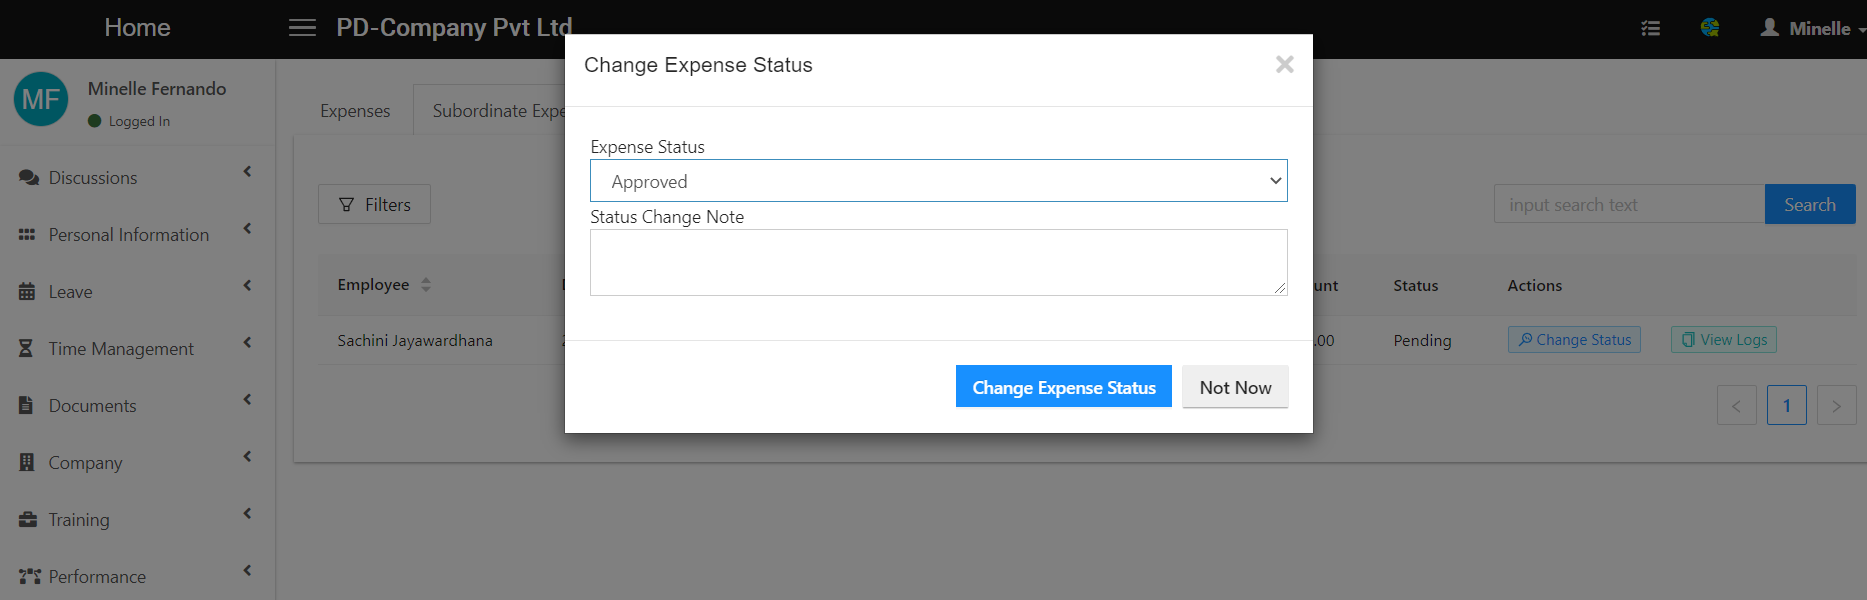 Home
PD-Company Pvt Ltd
Minelle
MF
Minelle Fernando
Logged In
Discussions
Personal Information
Leave
Time Management
Documents
Company
Training
Performance
Expenses
Subordinate
Filters
input search text
Search
Employee
Status
Actions
Sachini Jayawardhana
.00
Pending
Change Status
View Logs
<
1
>
Change Expense Status
×
Expense Status
Approved
Status Change Note
Change Expense Status
Not Now